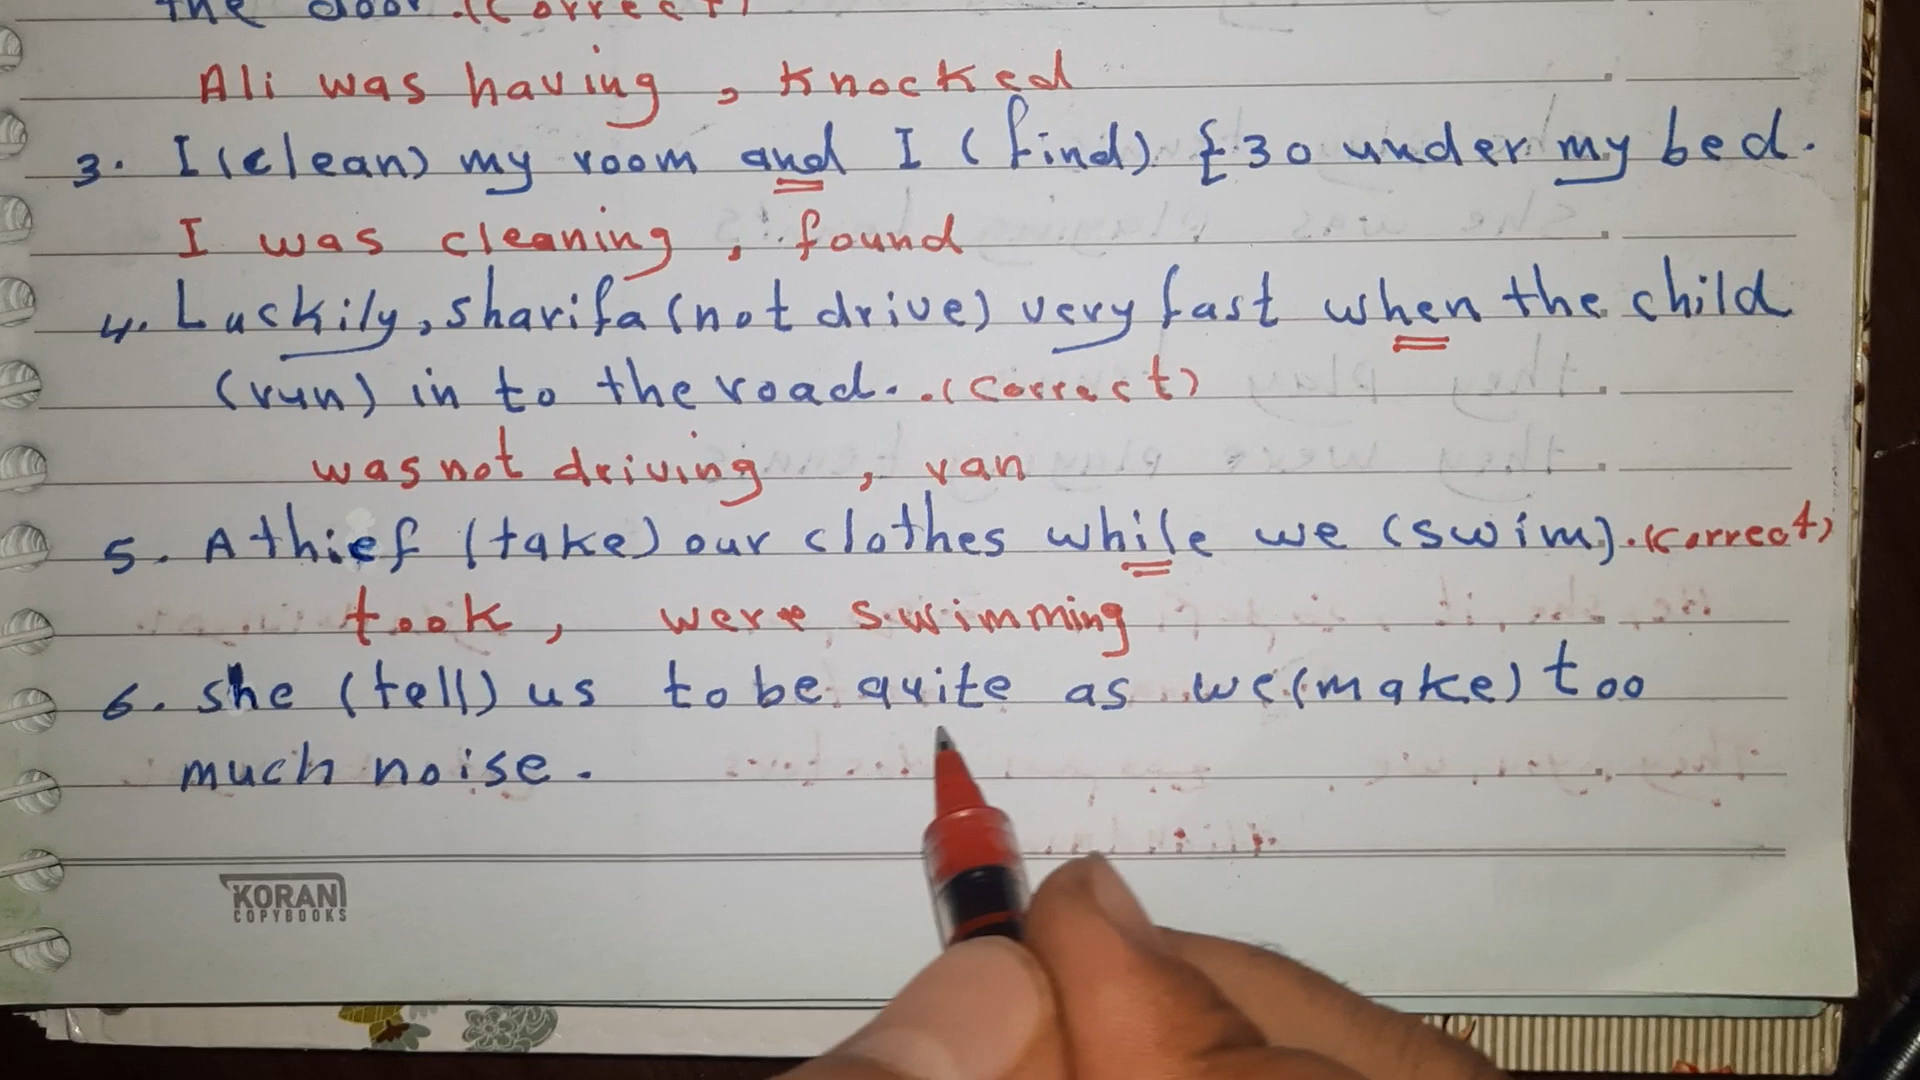 the door .(Correct)
Ali was having , Knocked
3. I (clean) my room and I (find) £30 under my bed.
I was cleaning , found
4. Luckily, sharifa (not drive) very fast when the child
(run) in to the road. .(Correct)
was not driving , ran
5. A thief (take) our clothes while we (swim). (Correct)
took , were swimming
6. she (tell) us to be quite as we (make) too
much noise.
KORAN
COPYBOOKS